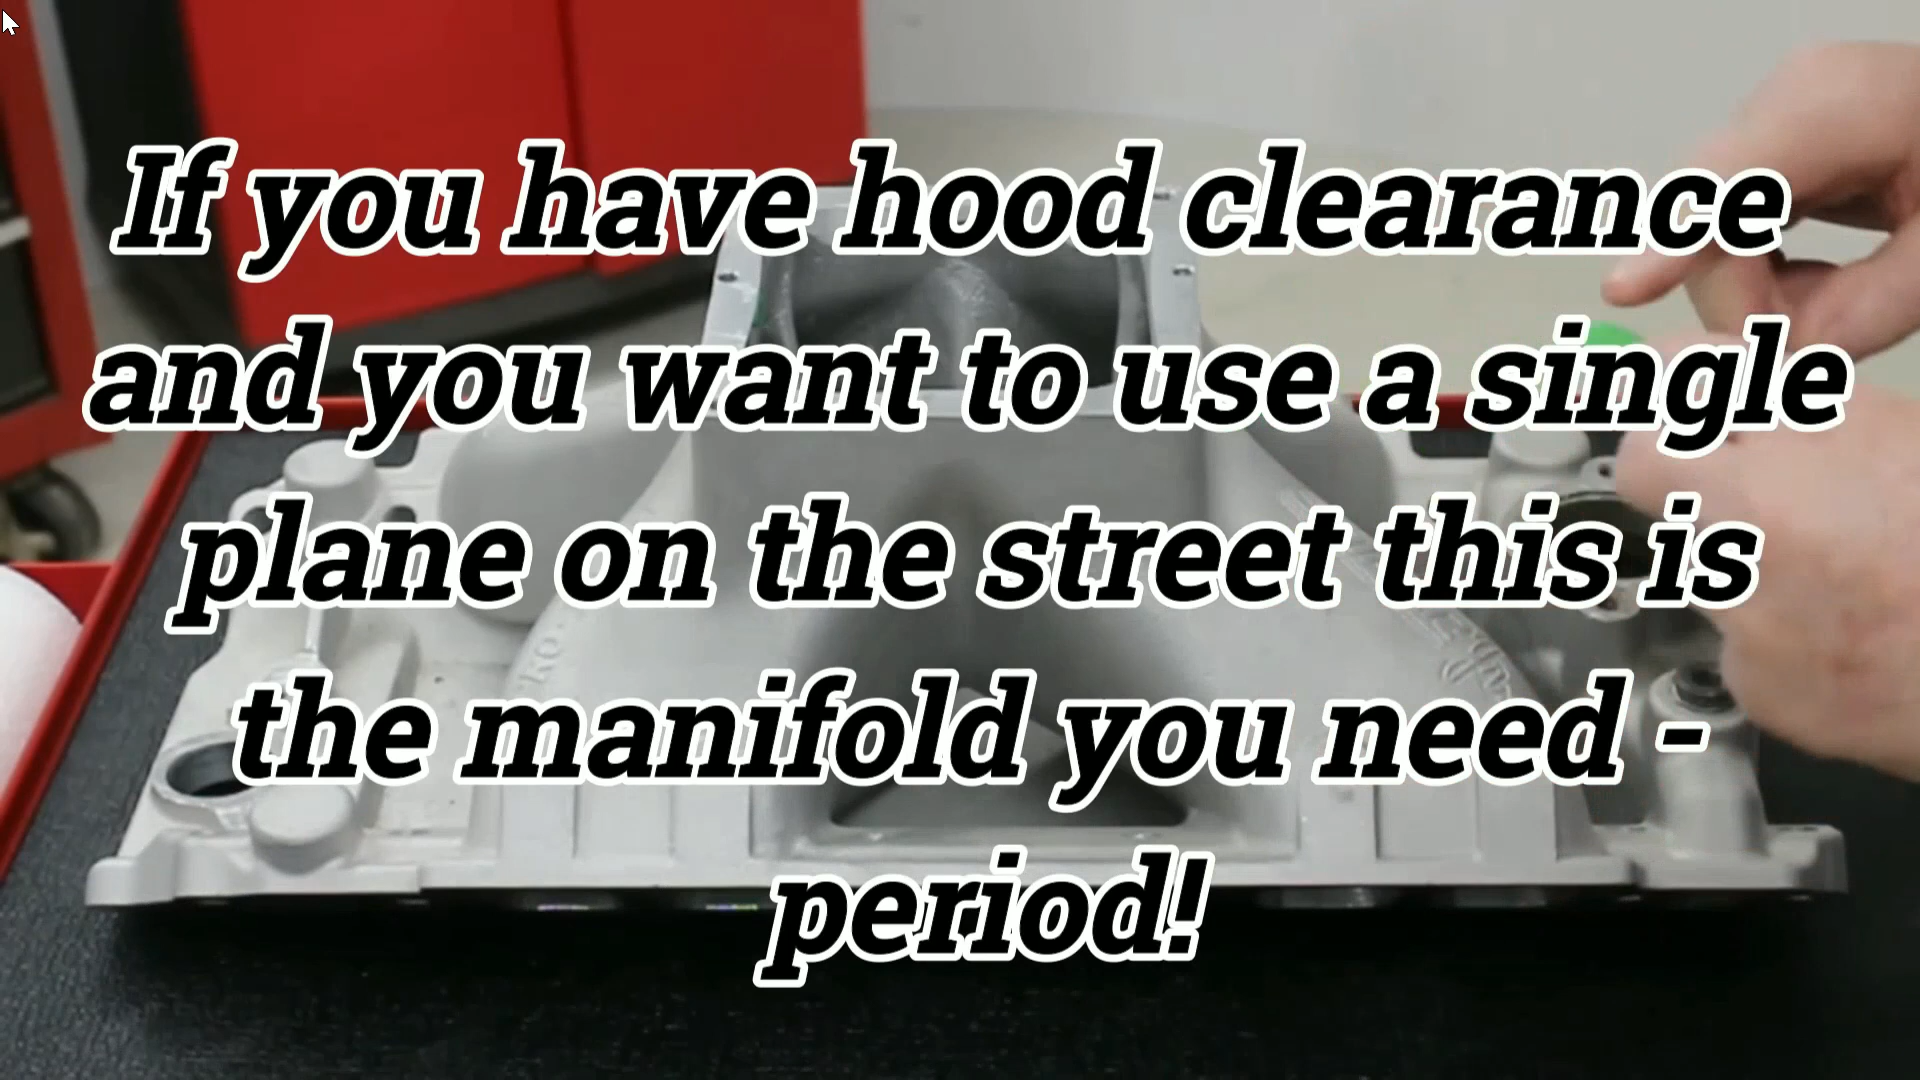 If you have hood clearance
and you want to use a single
plane on the street this is
the manifold you need -
period!